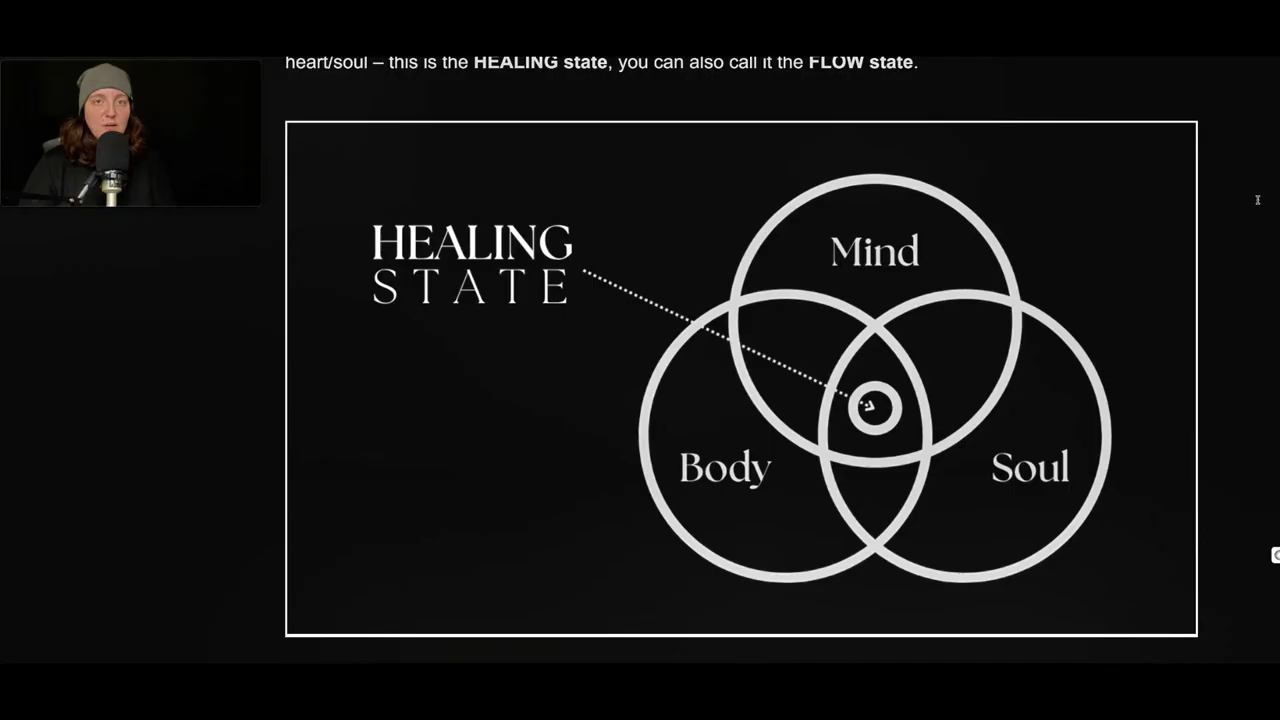 heart/soul – this is the HEALING state, you can also call it the FLOW state.
HEALING
STATE
Mind
Body
Soul